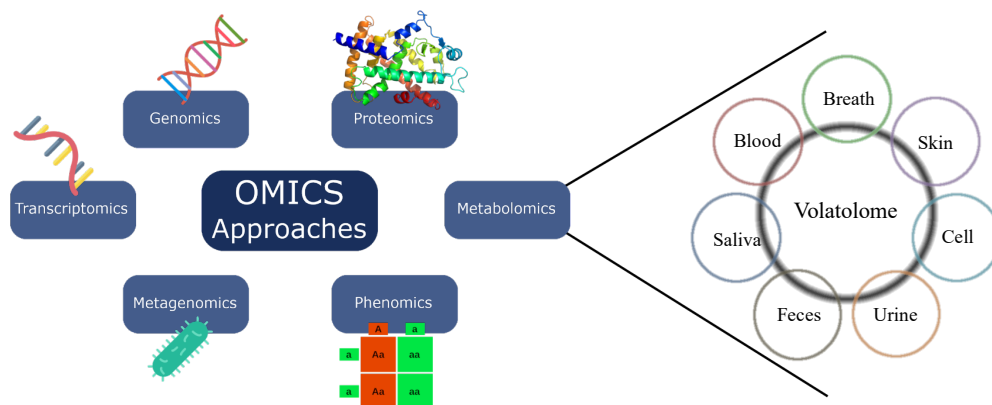 Genomics
Proteomics
Transcriptomics
OMICS
Approaches
Metabolomics
Metagenomics
Phenomics
A
a
a
Aa
aa
a
Aa
aa
Breath
Blood
Skin
Volatolome
Saliva
Cell
Feces
Urine